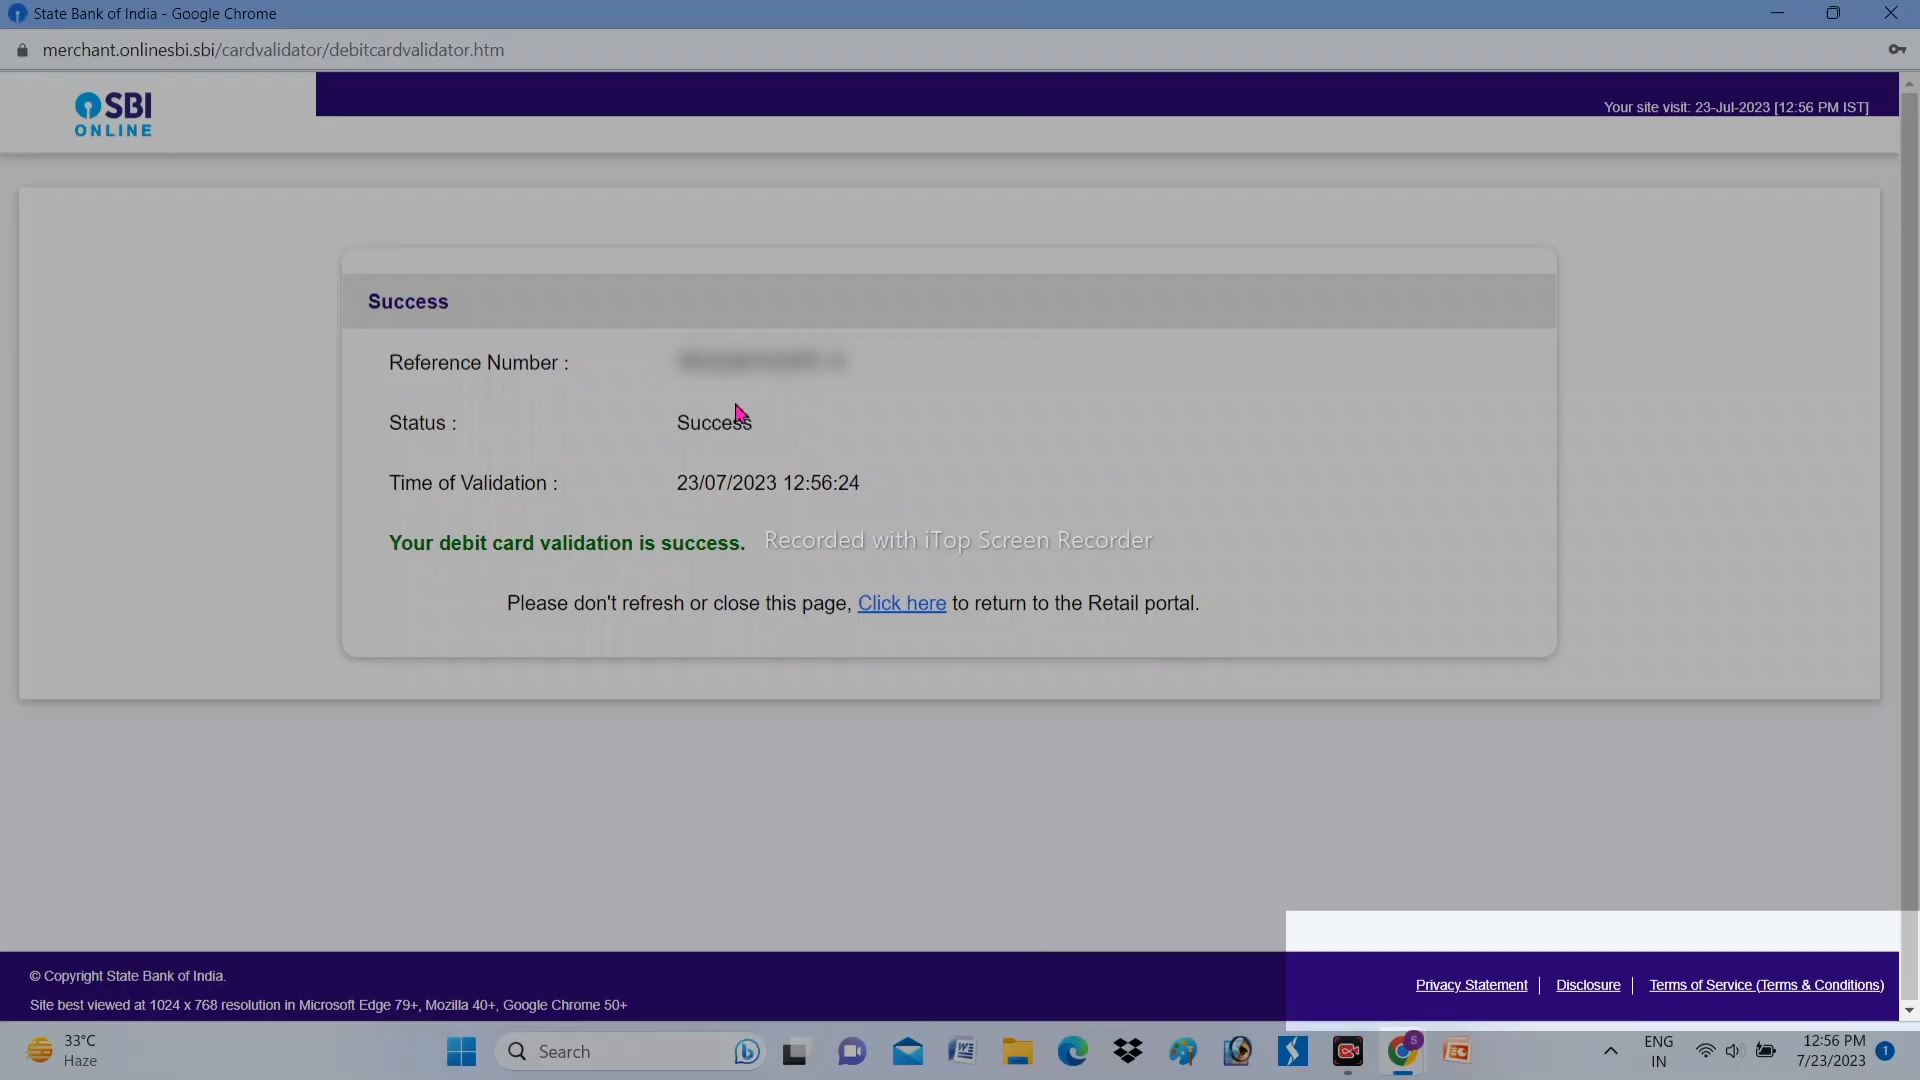 State Bank of India - Google Chrome
merchant.onlinesbi.sbi/cardvalidator/debitcardvalidator.htm
SBI
ONLINE
Your site visit: 23-Jul-2023 [12:56 PM IST]
Success
Reference Number :
Status : Success
Time of Validation : 23/07/2023 12:56:24
Your debit card validation is success.
Recorded with iTop Screen Recorder
Please don't refresh or close this page, Click here to return to the Retail portal.
© Copyright State Bank of India.
Site best viewed at 1024 x 768 resolution in Microsoft Edge 79+, Mozilla 40+, Google Chrome 50+
Privacy Statement | Disclosure | Terms of Service (Terms & Conditions)
33°C
Haze
Search
S
ENG
IN
12:56 PM
7/23/2023
1